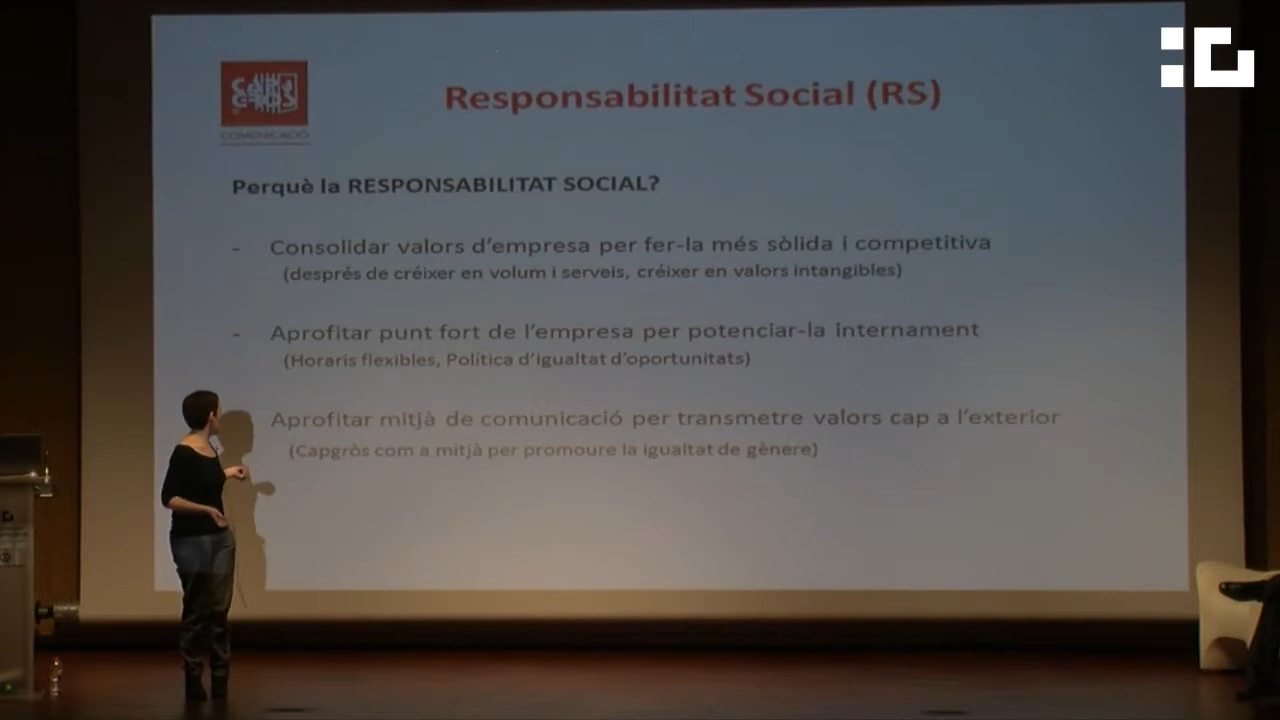 Responsabilitat Social (RS)
COMUNICACIÓ
Perquè la RESPONSABILITAT SOCIAL?
- Consolidar valors d'empresa per fer-la més sòlida i competitiva
(després de créixer en volum i serveis, créixer en valors intangibles)
- Aprofitar punt fort de l'empresa per potenciar-la internament
(Horaris flexibles, Política d'igualtat d'oportunitats)
Aprofitar mitjà de comunicació per transmetre valors cap a l'exterior
(Capgròs com a mitjà per promoure la igualtat de gènere)